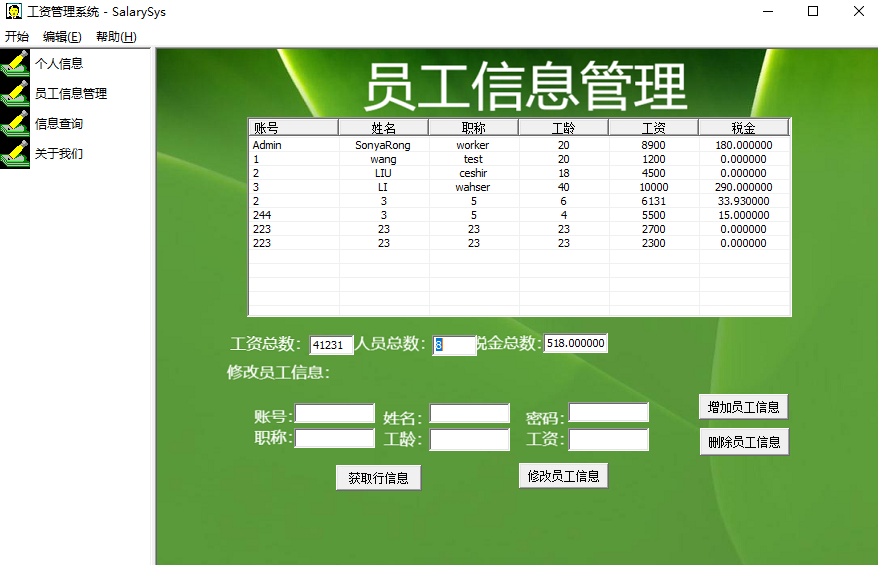 工资管理系统 - SalarySys
开始 编辑(E) 帮助(H)
个人信息
员工信息管理
信息查询
关于我们
员工信息管理
账号 姓名 职称 工龄 工资 税金
Admin SonyaRong worker 20 8900 180.000000
1 wang test 20 1200 0.000000
2 LIU ceshir 18 4500 0.000000
3 LI wahser 40 10000 290.000000
2 3 5 6 6131 33.930000
244 3 5 4 5500 15.000000
223 23 23 23 2700 0.000000
223 23 23 23 2300 0.000000
工资总数: 41231 人员总数: 8 税金总数: 518.000000
修改员工信息:
账号: 姓名: 密码: 增加员工信息
职称: 工龄: 工资: 删除员工信息
获取行信息 修改员工信息